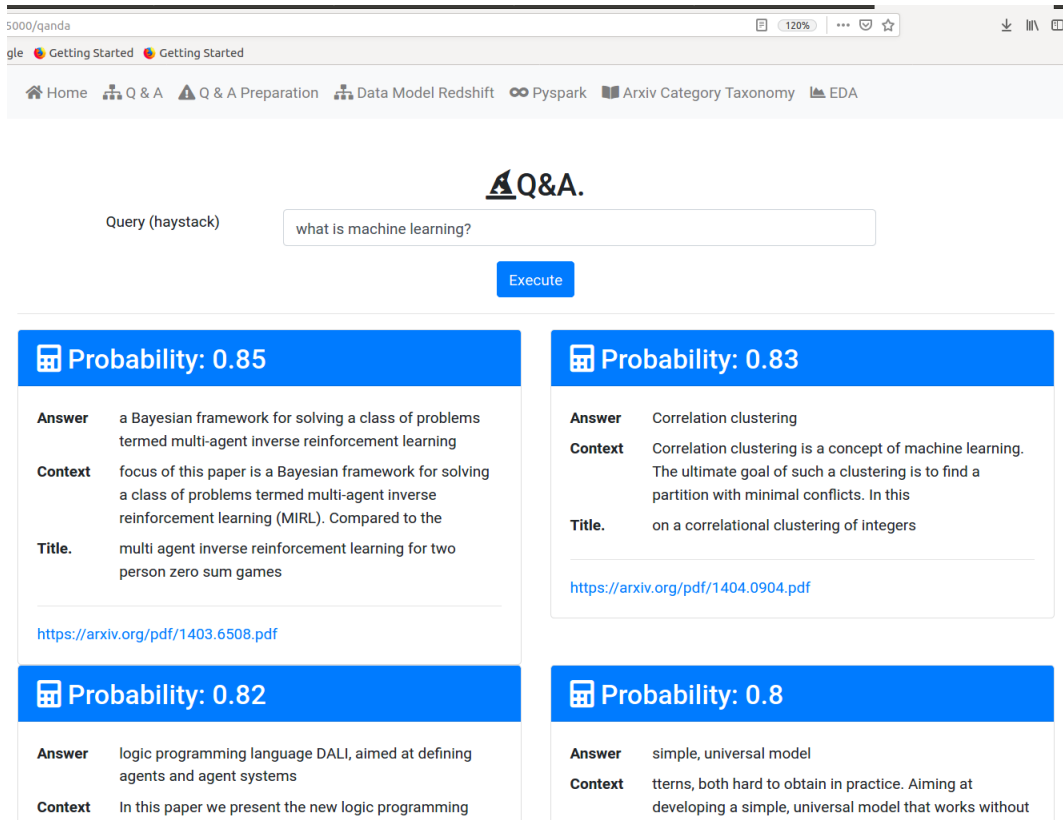 5000/qanda
120%
gle Getting Started Getting Started
Home Q & A Q & A Preparation Data Model Redshift Pyspark Arxiv Category Taxonomy EDA
Q&A.
Query (haystack) what is machine learning?
Execute
Probability: 0.85
Answer a Bayesian framework for solving a class of problems
termed multi-agent inverse reinforcement learning
Context focus of this paper is a Bayesian framework for solving
a class of problems termed multi-agent inverse
reinforcement learning (MIRL). Compared to the
Title. multi agent inverse reinforcement learning for two
person zero sum games
https://arxiv.org/pdf/1403.6508.pdf
Probability: 0.83
Answer Correlation clustering
Context Correlation clustering is a concept of machine learning.
The ultimate goal of such a clustering is to find a
partition with minimal conflicts. In this
Title. on a correlational clustering of integers
https://arxiv.org/pdf/1404.0904.pdf
Probability: 0.82
Answer logic programming language DALI, aimed at defining
agents and agent systems
Context In this paper we present the new logic programming
Probability: 0.8
Answer simple, universal model
Context tterns, both hard to obtain in practice. Aiming at
developing a simple, universal model that works without